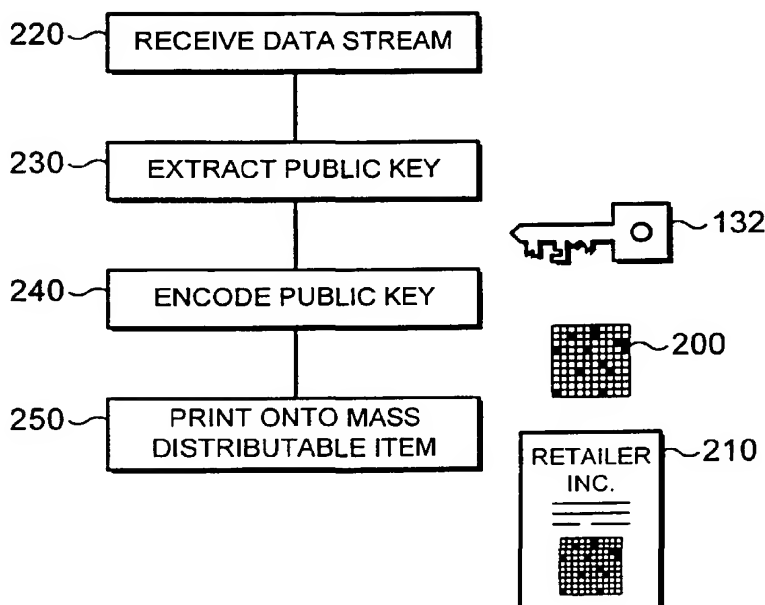 220
RECEIVE DATA STREAM
230
EXTRACT PUBLIC KEY
132
240
ENCODE PUBLIC KEY
200
250
PRINT ONTO MASS
DISTRIBUTABLE ITEM
210
RETAILER
INC.